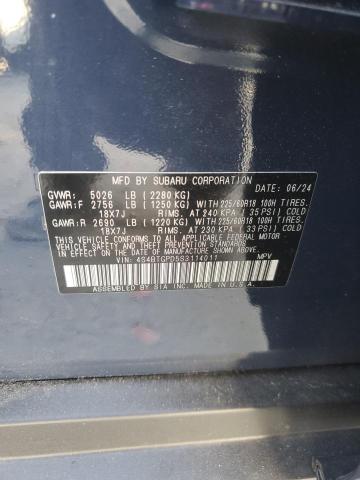 MFD. BY SUBARU CORPORATION DATE: 06/24
GVWR: 5026 LB (2280 KG)
GAWR:F 2756 LB (1250 KG) WITH 225/60R18 100H TIRES.
18X7J RIMS. AT 240 KPA (35 PSI) COLD
GAWR:R 2690 LB (1220 KG) WITH 225/60R18 100H TIRES.
18X7J RIMS. AT 230 KPA (33 PSI) COLD
THIS VEHICLE CONFORMS TO ALL APPLICABLE FEDERAL MOTOR
VEHICLE SAFETY, BUMPER, AND THEFT PREVENTION STANDARDS
IN EFFECT ON THE DATE OF MANUFACTURE SHOWN ABOVE.
VIN: 4S4BTGPD5S3114011 MPV
ASSEMBLED BY SIA INC. MADE IN U.S.A.